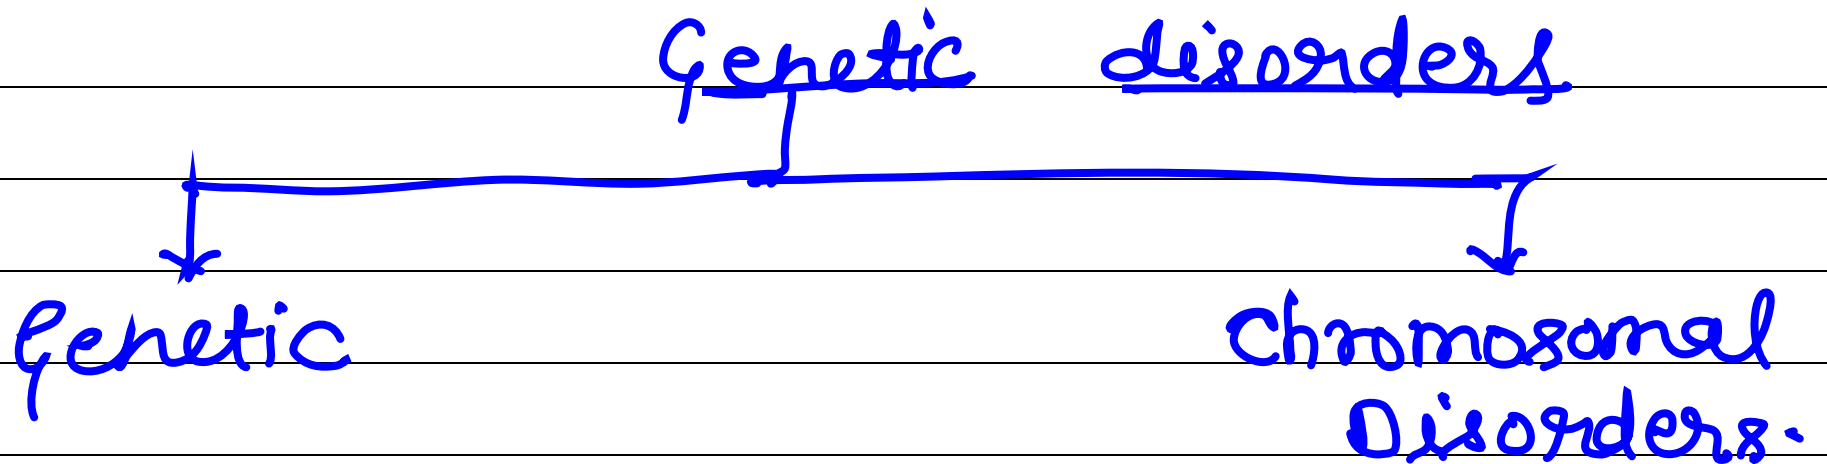 Genetic disorders
Genetic
Chromosomal
Disorders.